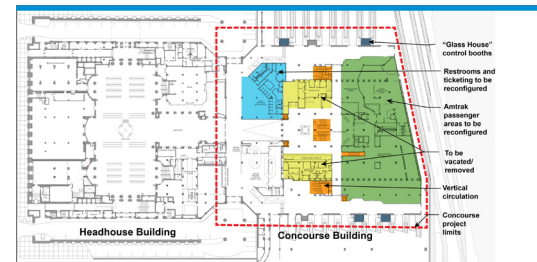 "Glass House"
control booths
Restrooms and
ticketing to be
reconfigured
Amtrak
passenger
areas to be
reconfigured
To be
vacated/
removed
Vertical
circulation
Concourse
project
limits
Headhouse Building
Concourse Building